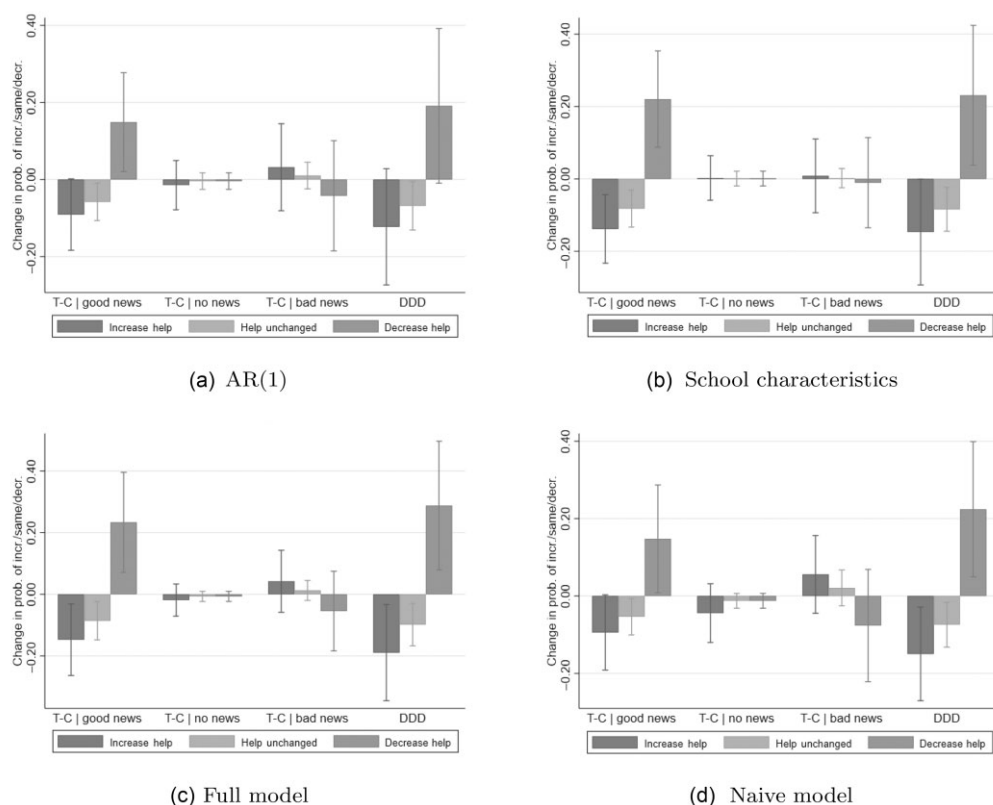 Change in prob. of incr./same/decr.
0.40
0.20
0.00
−0.20
T-C | good news T-C | no news T-C | bad news DDD
Increase help Help unchanged Decrease help
(a) AR(1)
Change in prob. of incr./same/decr.
0.40
0.20
0.00
−0.20
T-C | good news T-C | no news T-C | bad news DDD
Increase help Help unchanged Decrease help
(b) School characteristics
Change in prob. of incr./same/decr.
0.40
0.20
0.00
−0.20
T-C | good news T-C | no news T-C | bad news DDD
Increase help Help unchanged Decrease help
(c) Full model
Change in prob. of incr./same/decr.
0.40
0.20
0.00
−0.20
T-C | good news T-C | no news T-C | bad news DDD
Increase help Help unchanged Decrease help
(d) Naive model